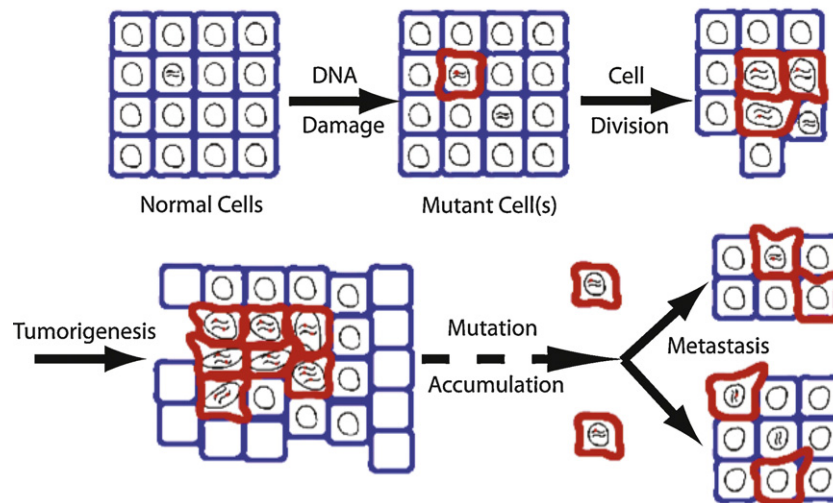 DNA
Damage
Cell
Division
Normal Cells
Mutant Cell(s)
Tumorigenesis
Mutation
Accumulation
Metastasis